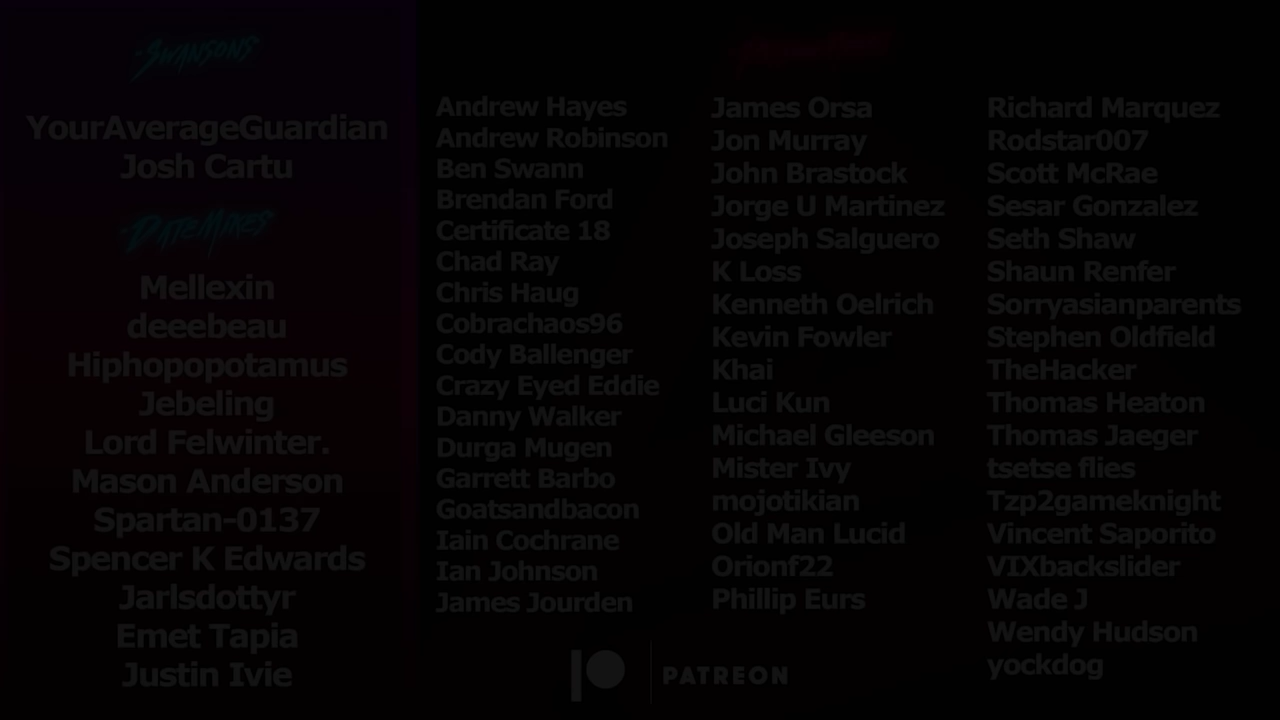 Swansons
YourAverageGuardian
Josh Cartu
DateMikes
Mellexin
deeebeau
Hiphopopotamus
Jebeling
Lord Felwinter.
Mason Anderson
Spartan-0137
Spencer K Edwards
Jarlsdottyr
Emet Tapia
Justin Ivie
Andrew Hayes
Andrew Robinson
Ben Swann
Brendan Ford
Certificate 18
Chad Ray
Chris Haug
Cobrachaos96
Cody Ballenger
Crazy Eyed Eddie
Danny Walker
Durga Mugen
Garrett Barbo
Goatsandbacon
Iain Cochrane
Ian Johnson
James Jourden
James Orsa
Jon Murray
John Brastock
Jorge U Martinez
Joseph Salguero
K Loss
Kenneth Oelrich
Kevin Fowler
Khai
Luci Kun
Michael Gleeson
Mister Ivy
mojotikian
Old Man Lucid
Orionf22
Phillip Eurs
Richard Marquez
Rodstar007
Scott McRae
Sesar Gonzalez
Seth Shaw
Shaun Renfer
Sorryasianparents
Stephen Oldfield
TheHacker
Thomas Heaton
Thomas Jaeger
tsetse flies
Tzp2gameknight
Vincent Saporito
VIXbackslider
Wade J
Wendy Hudson
yockdog
PATREON